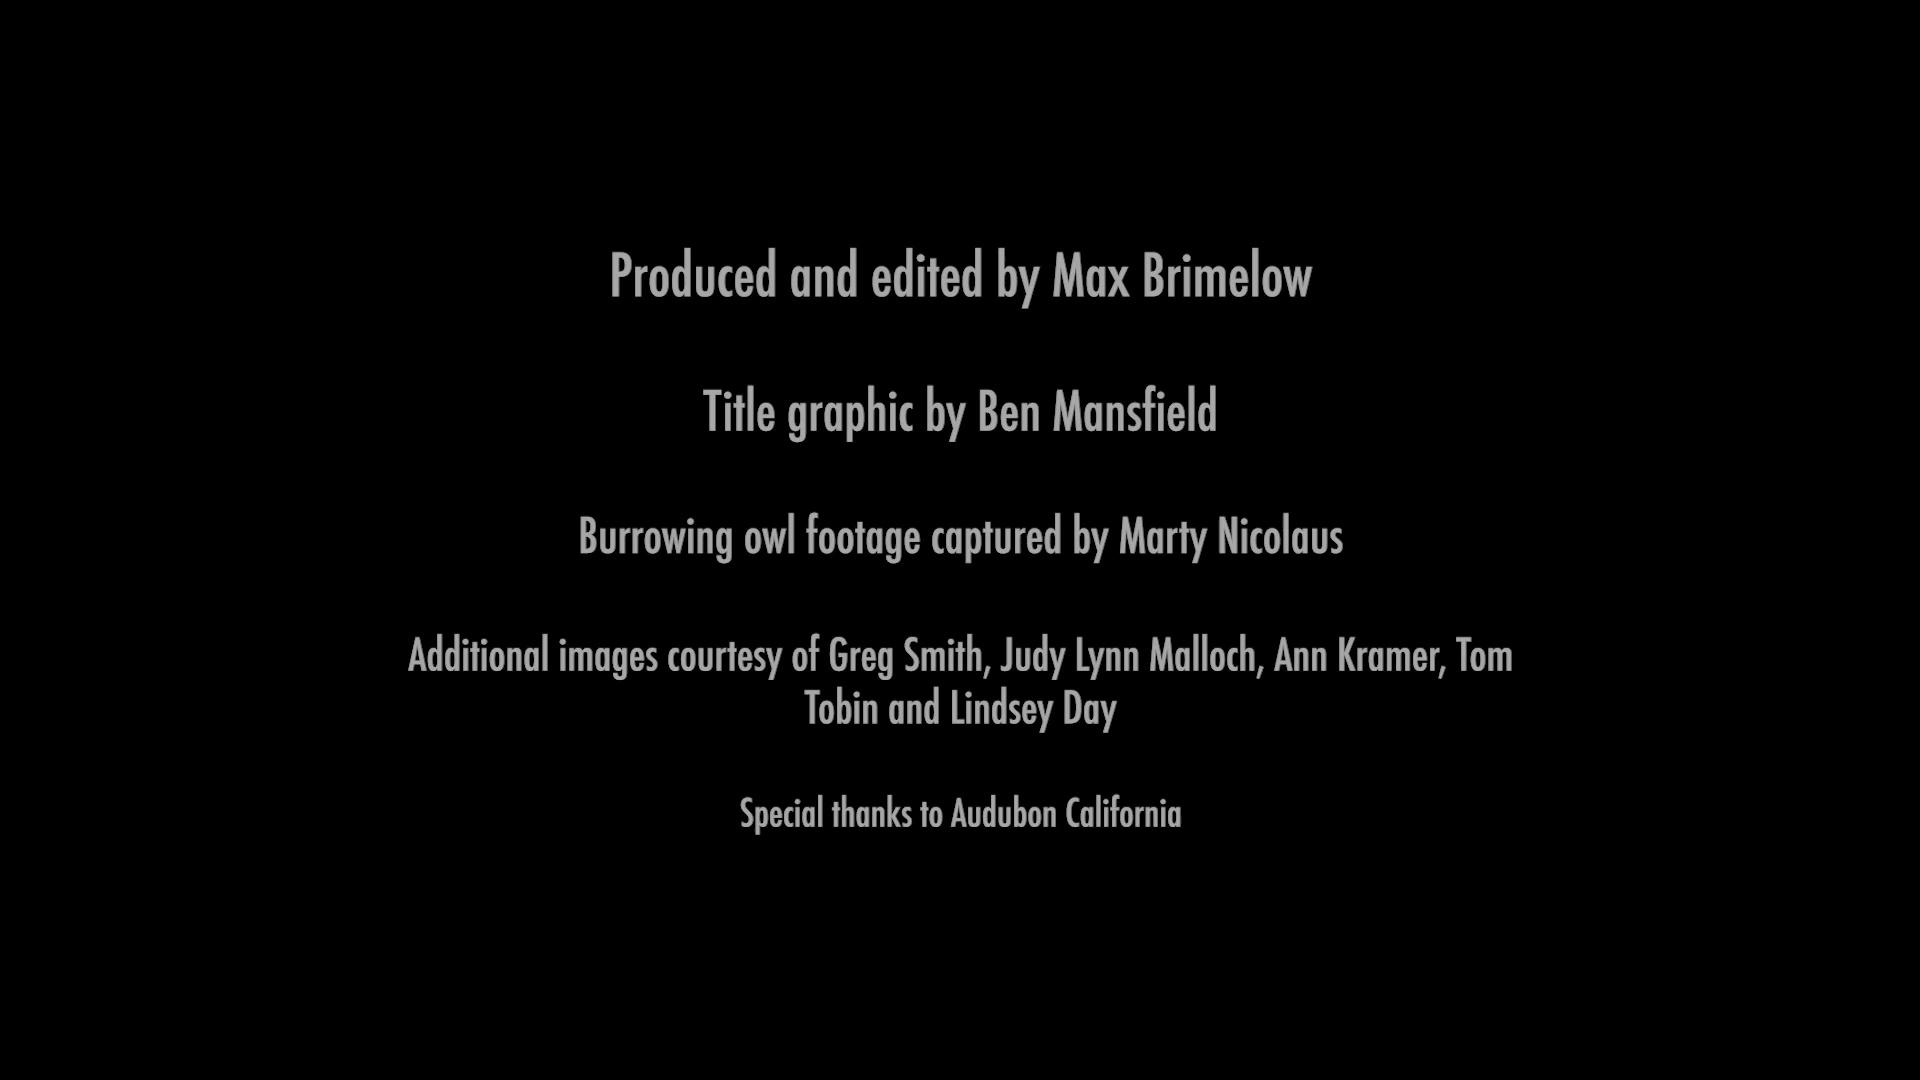 Produced and edited by Max Brimelow
Title graphic by Ben Mansfield
Burrowing owl footage captured by Marty Nicolaus
Additional images courtesy of Greg Smith, Judy Lynn Malloch, Ann Kramer, Tom
Tobin and Lindsey Day
Special thanks to Audubon California